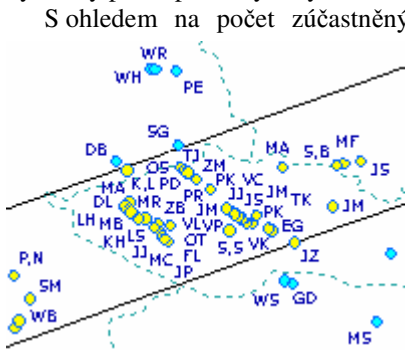 S ohledem na počet zúčastněný
WR
WH
PE
SG
DB
OS TJ
ZM
MA
S,B
MF
JS
K,L PD
PK VC
MA
MR
PR
JJ
JM
TK
DL
ZB
JM
JS
PK
JM
LH
MB
VL VP
EG
KH
LS
OT
S,S
VK
JJ
MC
FL
JZ
JP
P,N
SM
WB
WS
GD
MS